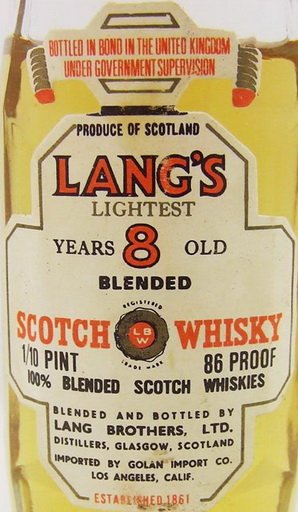 BOTTLED IN BOND IN THE UNITED KINGDOM
UNDER GOVERNMENT SUPERVISION
PRODUCE OF SCOTLAND
LANG'S
LIGHTEST
YEARS 8 OLD
BLENDED
REGISTERED
LB
W
TRADE MARK
SCOTCH WHISKY
1/10 PINT 86 PROOF
100% BLENDED SCOTCH WHISKIES
BLENDED AND BOTTLED BY
LANG BROTHERS, LTD.
DISTILLERS, GLASGOW, SCOTLAND
IMPORTED BY GOLAN IMPORT CO.
LOS ANGELES, CALIF.
ESTABLISHED 1861